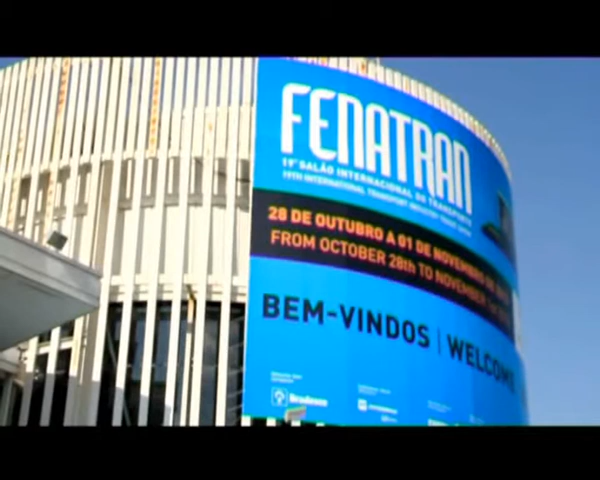 FENATRAN
19º SALÃO INTERNACIONAL DO TRANSPORTE
19TH INTERNATIONAL TRANSPORT INDUSTRY TRADE SHOW
28 DE OUTUBRO A 01 DE NOVEMBRO
FROM OCTOBER 28th TO NOVEMBER
BEM-VINDOS | WELCOME
Bradesco